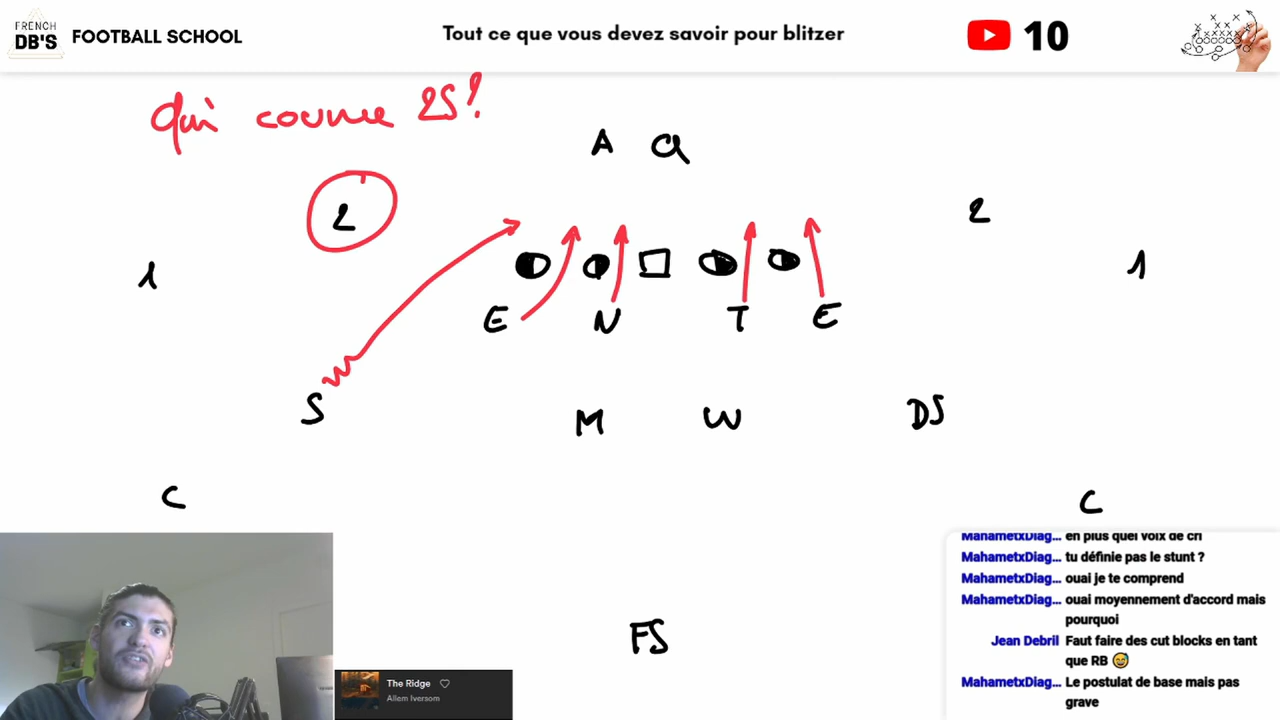 FRENCH
DB'S
FOOTBALL SCHOOL
Tout ce que vous devez savoir pour blitzer
10
Qui couvre 2S?
A Q
2
2
1
1
E N T E
S
M W DS
C
C
FS
MahametxDiag... en plus quel voix de cri
MahametxDiag... tu définie pas le stunt ?
MahametxDiag... ouai je te comprend
MahametxDiag... ouai moyennement d'accord mais
pourquoi
Jean Debril Faut faire des cut blocks en tant
que RB 😅
MahametxDiag... Le postulat de base mais pas
grave
The Ridge
Allem Iversom